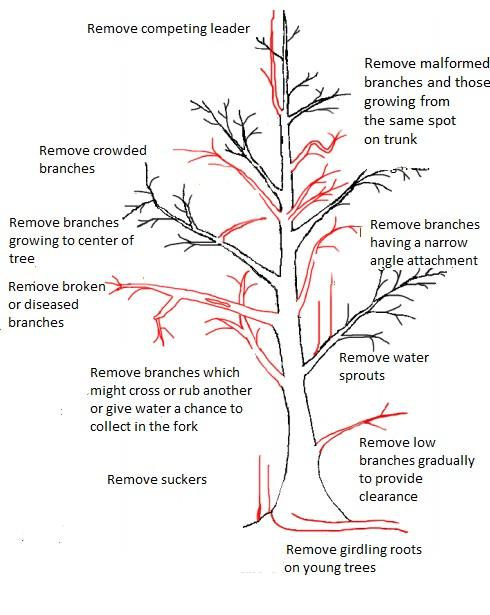 Remove competing leader
Remove malformed
branches and those
growing from
the same spot
on trunk
Remove crowded
branches
Remove branches
growing to center of
tree
Remove branches
having a narrow
angle attachment
Remove broken
or diseased
branches
Remove water
sprouts
Remove branches which
might cross or rub another
or give water a chance to
collect in the fork
Remove low
branches gradually
to provide
clearance
Remove suckers
Remove girdling roots
on young trees